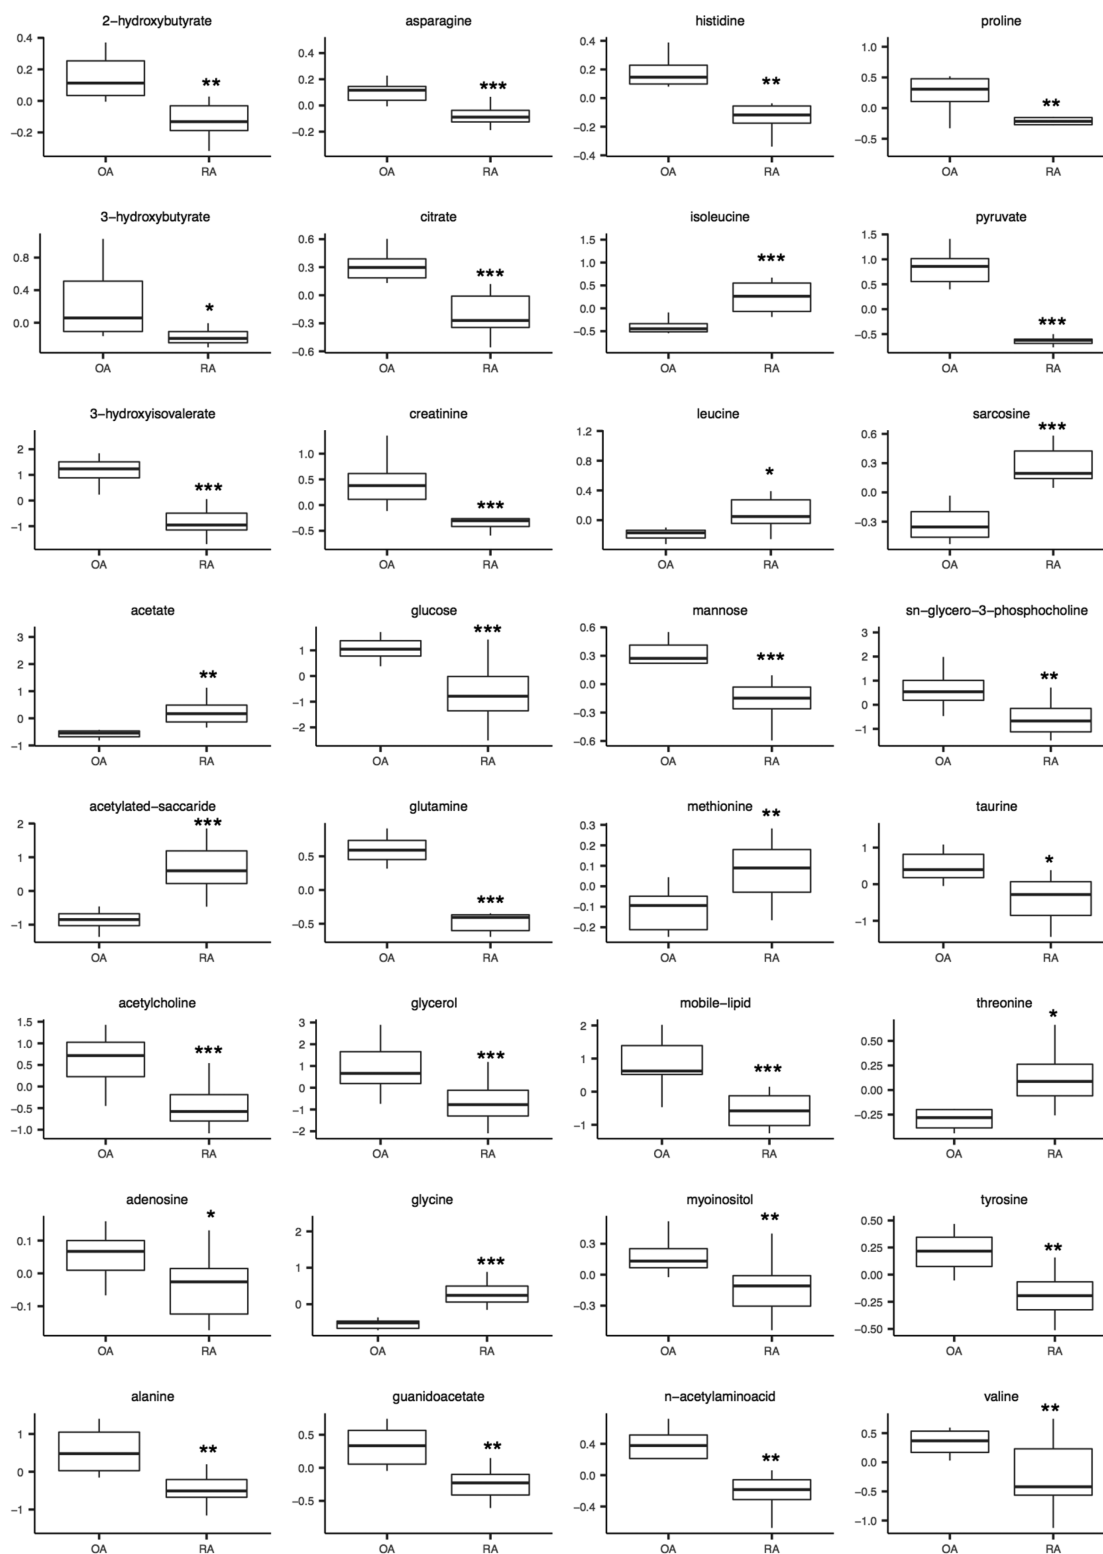 2−hydroxybutyrate
0.4
0.2
0.0
−0.2
**
OA RA
asparagine
0.4
0.2
0.0
−0.2
***
OA RA
histidine
0.4
0.2
0.0
−0.2
−0.4
**
OA RA
proline
1.0
0.5
0.0
−0.5
**
OA RA
3−hydroxybutyrate
0.8
0.4
0.0
*
OA RA
citrate
0.6
0.3
0.0
−0.3
−0.6
***
OA RA
isoleucine
1.5
1.0
0.5
0.0
−0.5
***
OA RA
pyruvate
1.5
1.0
0.5
0.0
−0.5
***
OA RA
3−hydroxyisovalerate
2
1
0
−1
***
OA RA
creatinine
1.5
1.0
0.5
0.0
−0.5
***
OA RA
leucine
1.2
0.8
0.4
0.0
*
OA RA
sarcosine
0.6
0.3
0.0
−0.3
***
OA RA
acetate
3
2
1
0
−1
**
OA RA
glucose
1
0
−1
−2
***
OA RA
mannose
0.6
0.3
0.0
−0.3
−0.6
***
OA RA
sn−glycero−3−phosphocholine
3
2
1
0
−1
**
OA RA
acetylated−saccaride
2
1
0
−1
***
OA RA
glutamine
0.5
0.0
−0.5
***
OA RA
methionine
0.3
0.2
0.1
0.0
−0.1
−0.2
**
OA RA
taurine
1
0
−1
*
OA RA
acetylcholine
1.5
1.0
0.5
0.0
−0.5
−1.0
***
OA RA
glycerol
3
2
1
0
−1
−2
***
OA RA
mobile−lipid
2
1
0
−1
***
OA RA
threonine
0.50
0.25
0.00
−0.25
*
OA RA
adenosine
0.1
0.0
−0.1
*
OA RA
glycine
2
1
0
***
OA RA
myoinositol
0.3
0.0
−0.3
**
OA RA
tyrosine
0.50
0.25
0.00
−0.25
−0.50
**
OA RA
alanine
1
0
−1
**
OA RA
guanidoacetate
0.5
0.0
−0.5
**
OA RA
n−acetylaminoacid
0.4
0.0
−0.4
**
OA RA
valine
0.5
0.0
−0.5
−1.0
**
OA RA